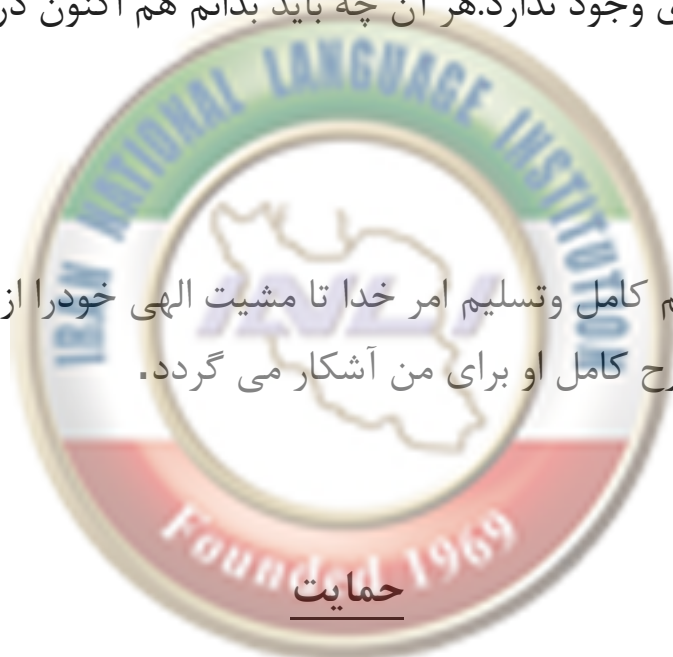 ی وجود ندارد.هر آن چه باید بدانم هم اکنون در
IRAN NATIONAL LANGUAGE INSTITUTION
INLI
م کامل وتسلیم امر خدا تا مشیت الهی خودرا از
رح کامل او برای من آشکار می گردد.
Founded 1969
حمایت